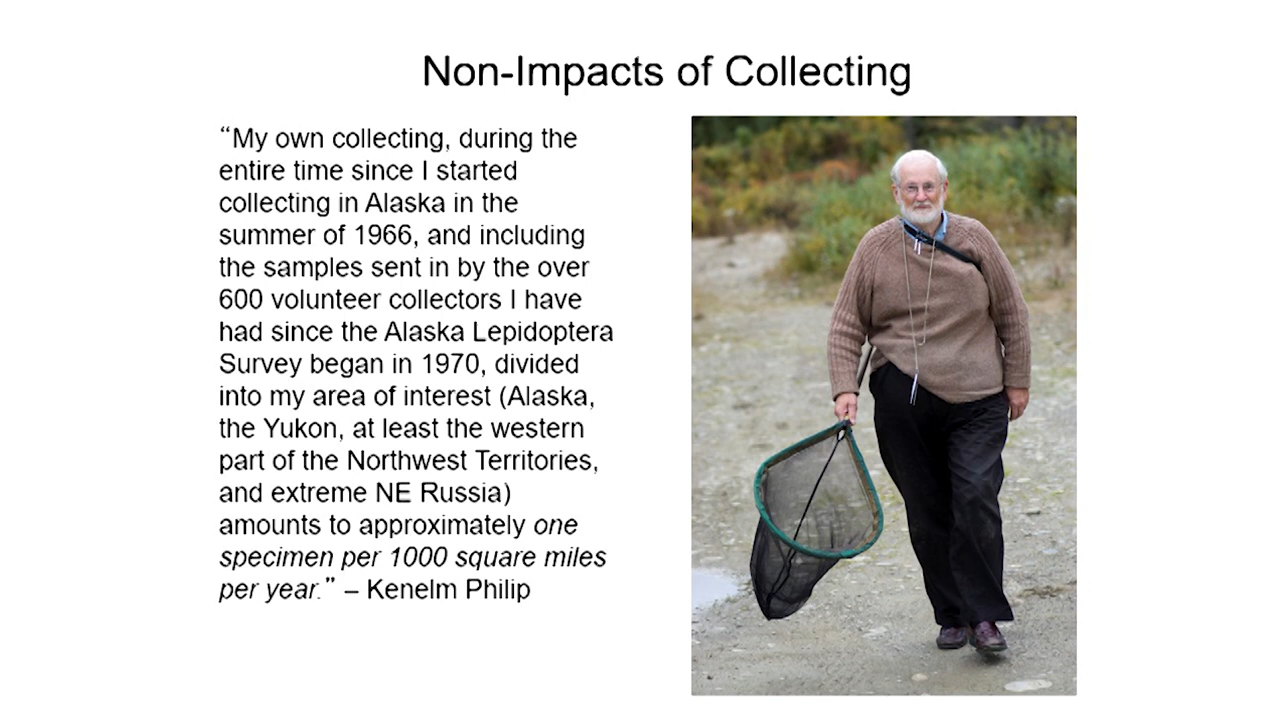 Non-Impacts of Collecting
“My own collecting, during the
entire time since I started
collecting in Alaska in the
summer of 1966, and including
the samples sent in by the over
600 volunteer collectors I have
had since the Alaska Lepidoptera
Survey began in 1970, divided
into my area of interest (Alaska,
the Yukon, at least the western
part of the Northwest Territories,
and extreme NE Russia)
amounts to approximately one
specimen per 1000 square miles
per year.” – Kenelm Philip